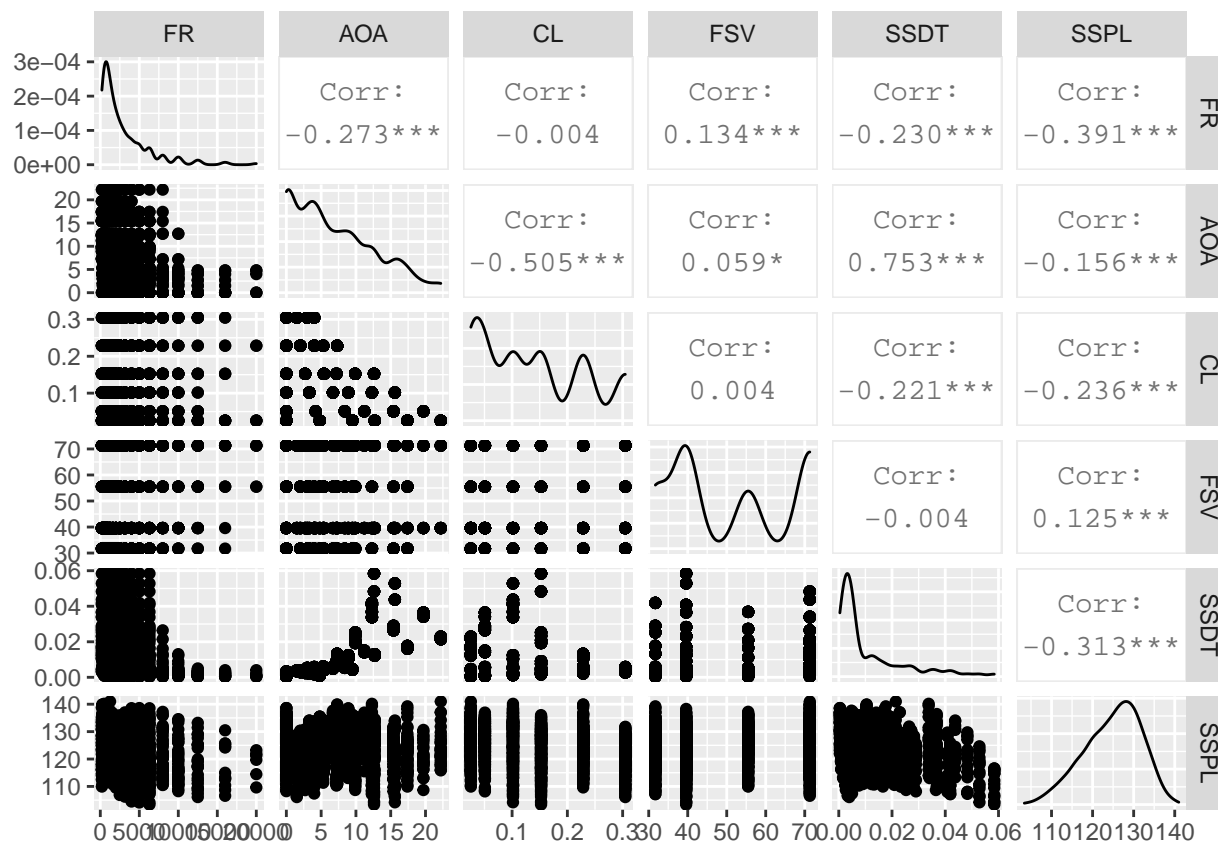 FR AOA CL FSV SSDT SSPL
3e−04
2e−04
1e−04
0e+00
Corr:
−0.273***
Corr:
−0.004
Corr:
0.134***
Corr:
−0.230***
Corr:
−0.391***
FR
20
15
10
5
0
Corr:
−0.505***
Corr:
0.059*
Corr:
0.753***
Corr:
−0.156***
AOA
0.3
0.2
0.1
Corr:
0.004
Corr:
−0.221***
Corr:
−0.236***
CL
70
60
50
40
30
Corr:
−0.004
Corr:
0.125***
FSV
0.06
0.04
0.02
0.00
Corr:
−0.313***
SSDT
140
130
120
110
SSPL
0 5000 10000 15000 20000
0 5 10 15 20
0.1 0.2 0.3
30 40 50 60 70
0.00 0.02 0.04 0.06
110 120 130 140